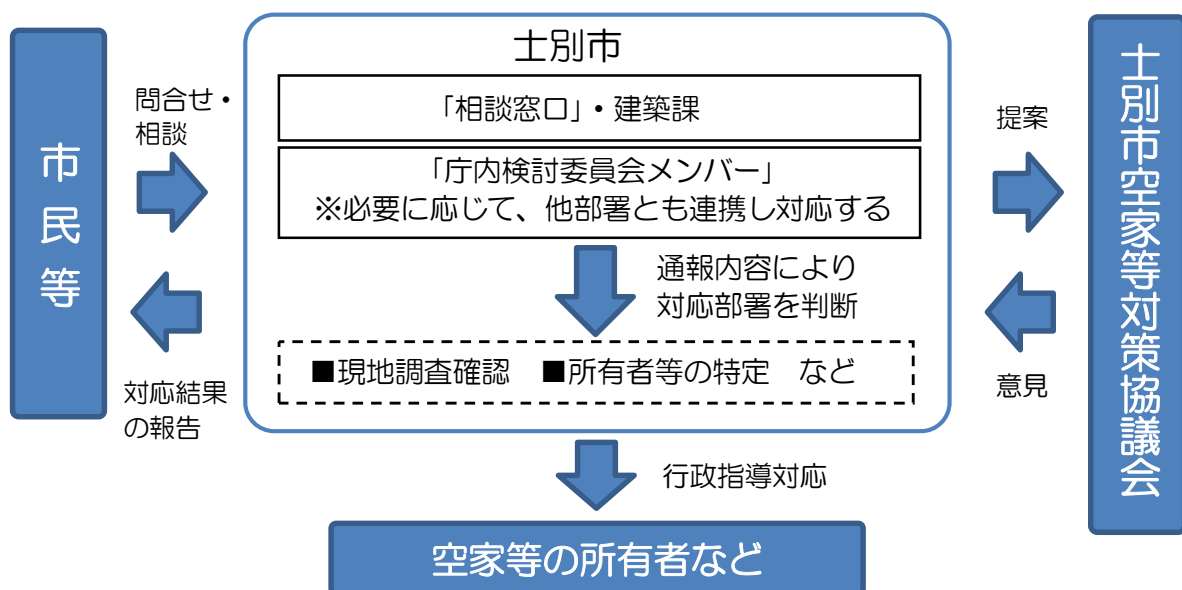 士別市
「相談窓口」・建築課
「庁内検討委員会メンバー」
※必要に応じて、他部署とも連携し対応する
通報内容により
対応部署を判断
■現地調査確認　■所有者等の特定　など
市民等
問合せ・
相談
対応結果
の報告
提案
意見
士別市空家等対策協議会
行政指導対応
空家等の所有者など